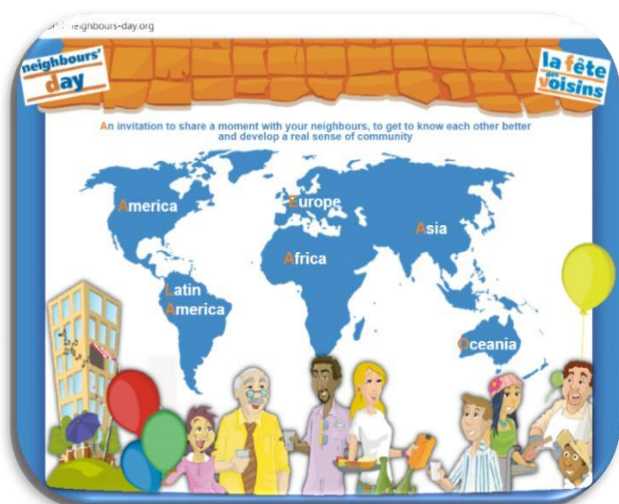 neighbours-day.org
neighbours'
day
la fête
des
voisins
An invitation to share a moment with your neighbours, to get to know each other better
and develop a real sense of community
America
Europe
Asia
Africa
Latin
America
Oceania